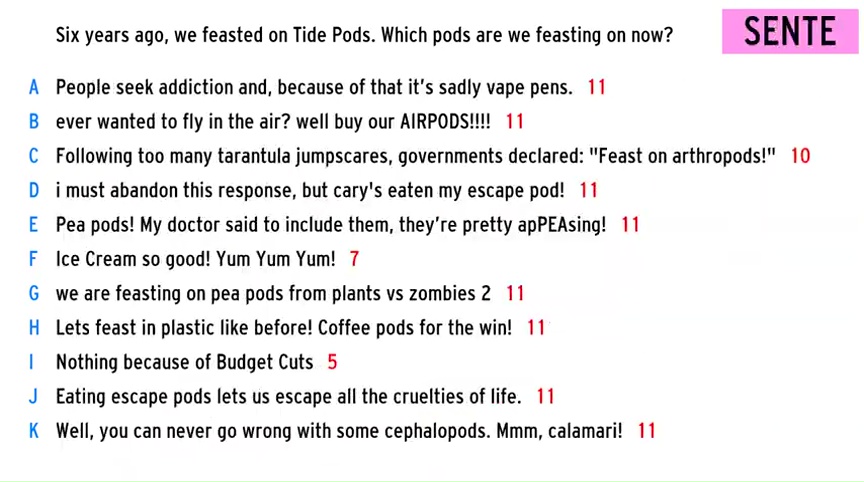 Six years ago, we feasted on Tide Pods. Which pods are we feasting on now?
SENTE
A People seek addiction and, because of that it's sadly vape pens. 11
B ever wanted to fly in the air? well buy our AIRPODS!!!! 11
C Following too many tarantula jumpscares, governments declared: "Feast on arthropods!" 10
D i must abandon this response, but cary's eaten my escape pod! 11
E Pea pods! My doctor said to include them, they're pretty apPEAsing! 11
F Ice Cream so good! Yum Yum Yum! 7
G we are feasting on pea pods from plants vs zombies 2 11
H Lets feast in plastic like before! Coffee pods for the win! 11
I Nothing because of Budget Cuts 5
J Eating escape pods lets us escape all the cruelties of life. 11
K Well, you can never go wrong with some cephalopods. Mmm, calamari! 11